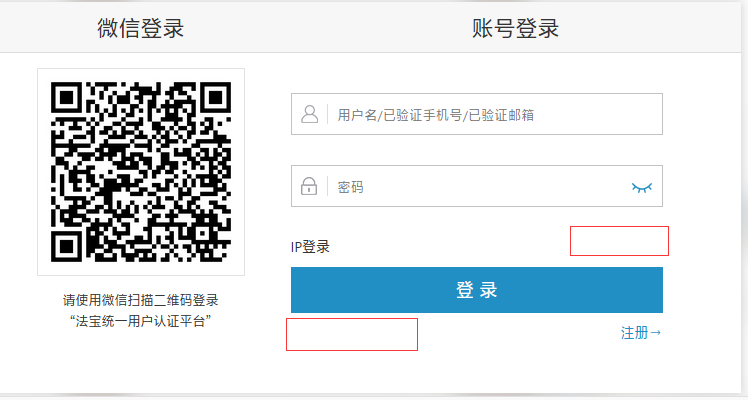 微信登录
账号登录
用户名/已验证手机号/已验证邮箱
密码
IP登录
登 录
请使用微信扫描二维码登录
“法宝统一用户认证平台”
注册→